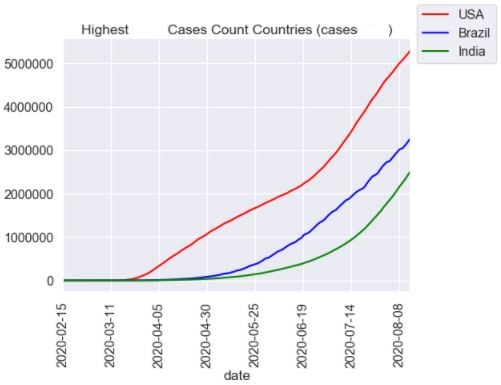 Highest Cases Count Countries (cases )
USA
Brazil
India
5000000
4000000
3000000
2000000
1000000
0
2020-02-15
2020-03-11
2020-04-05
2020-04-30
2020-05-25
2020-06-19
2020-07-14
2020-08-08
date